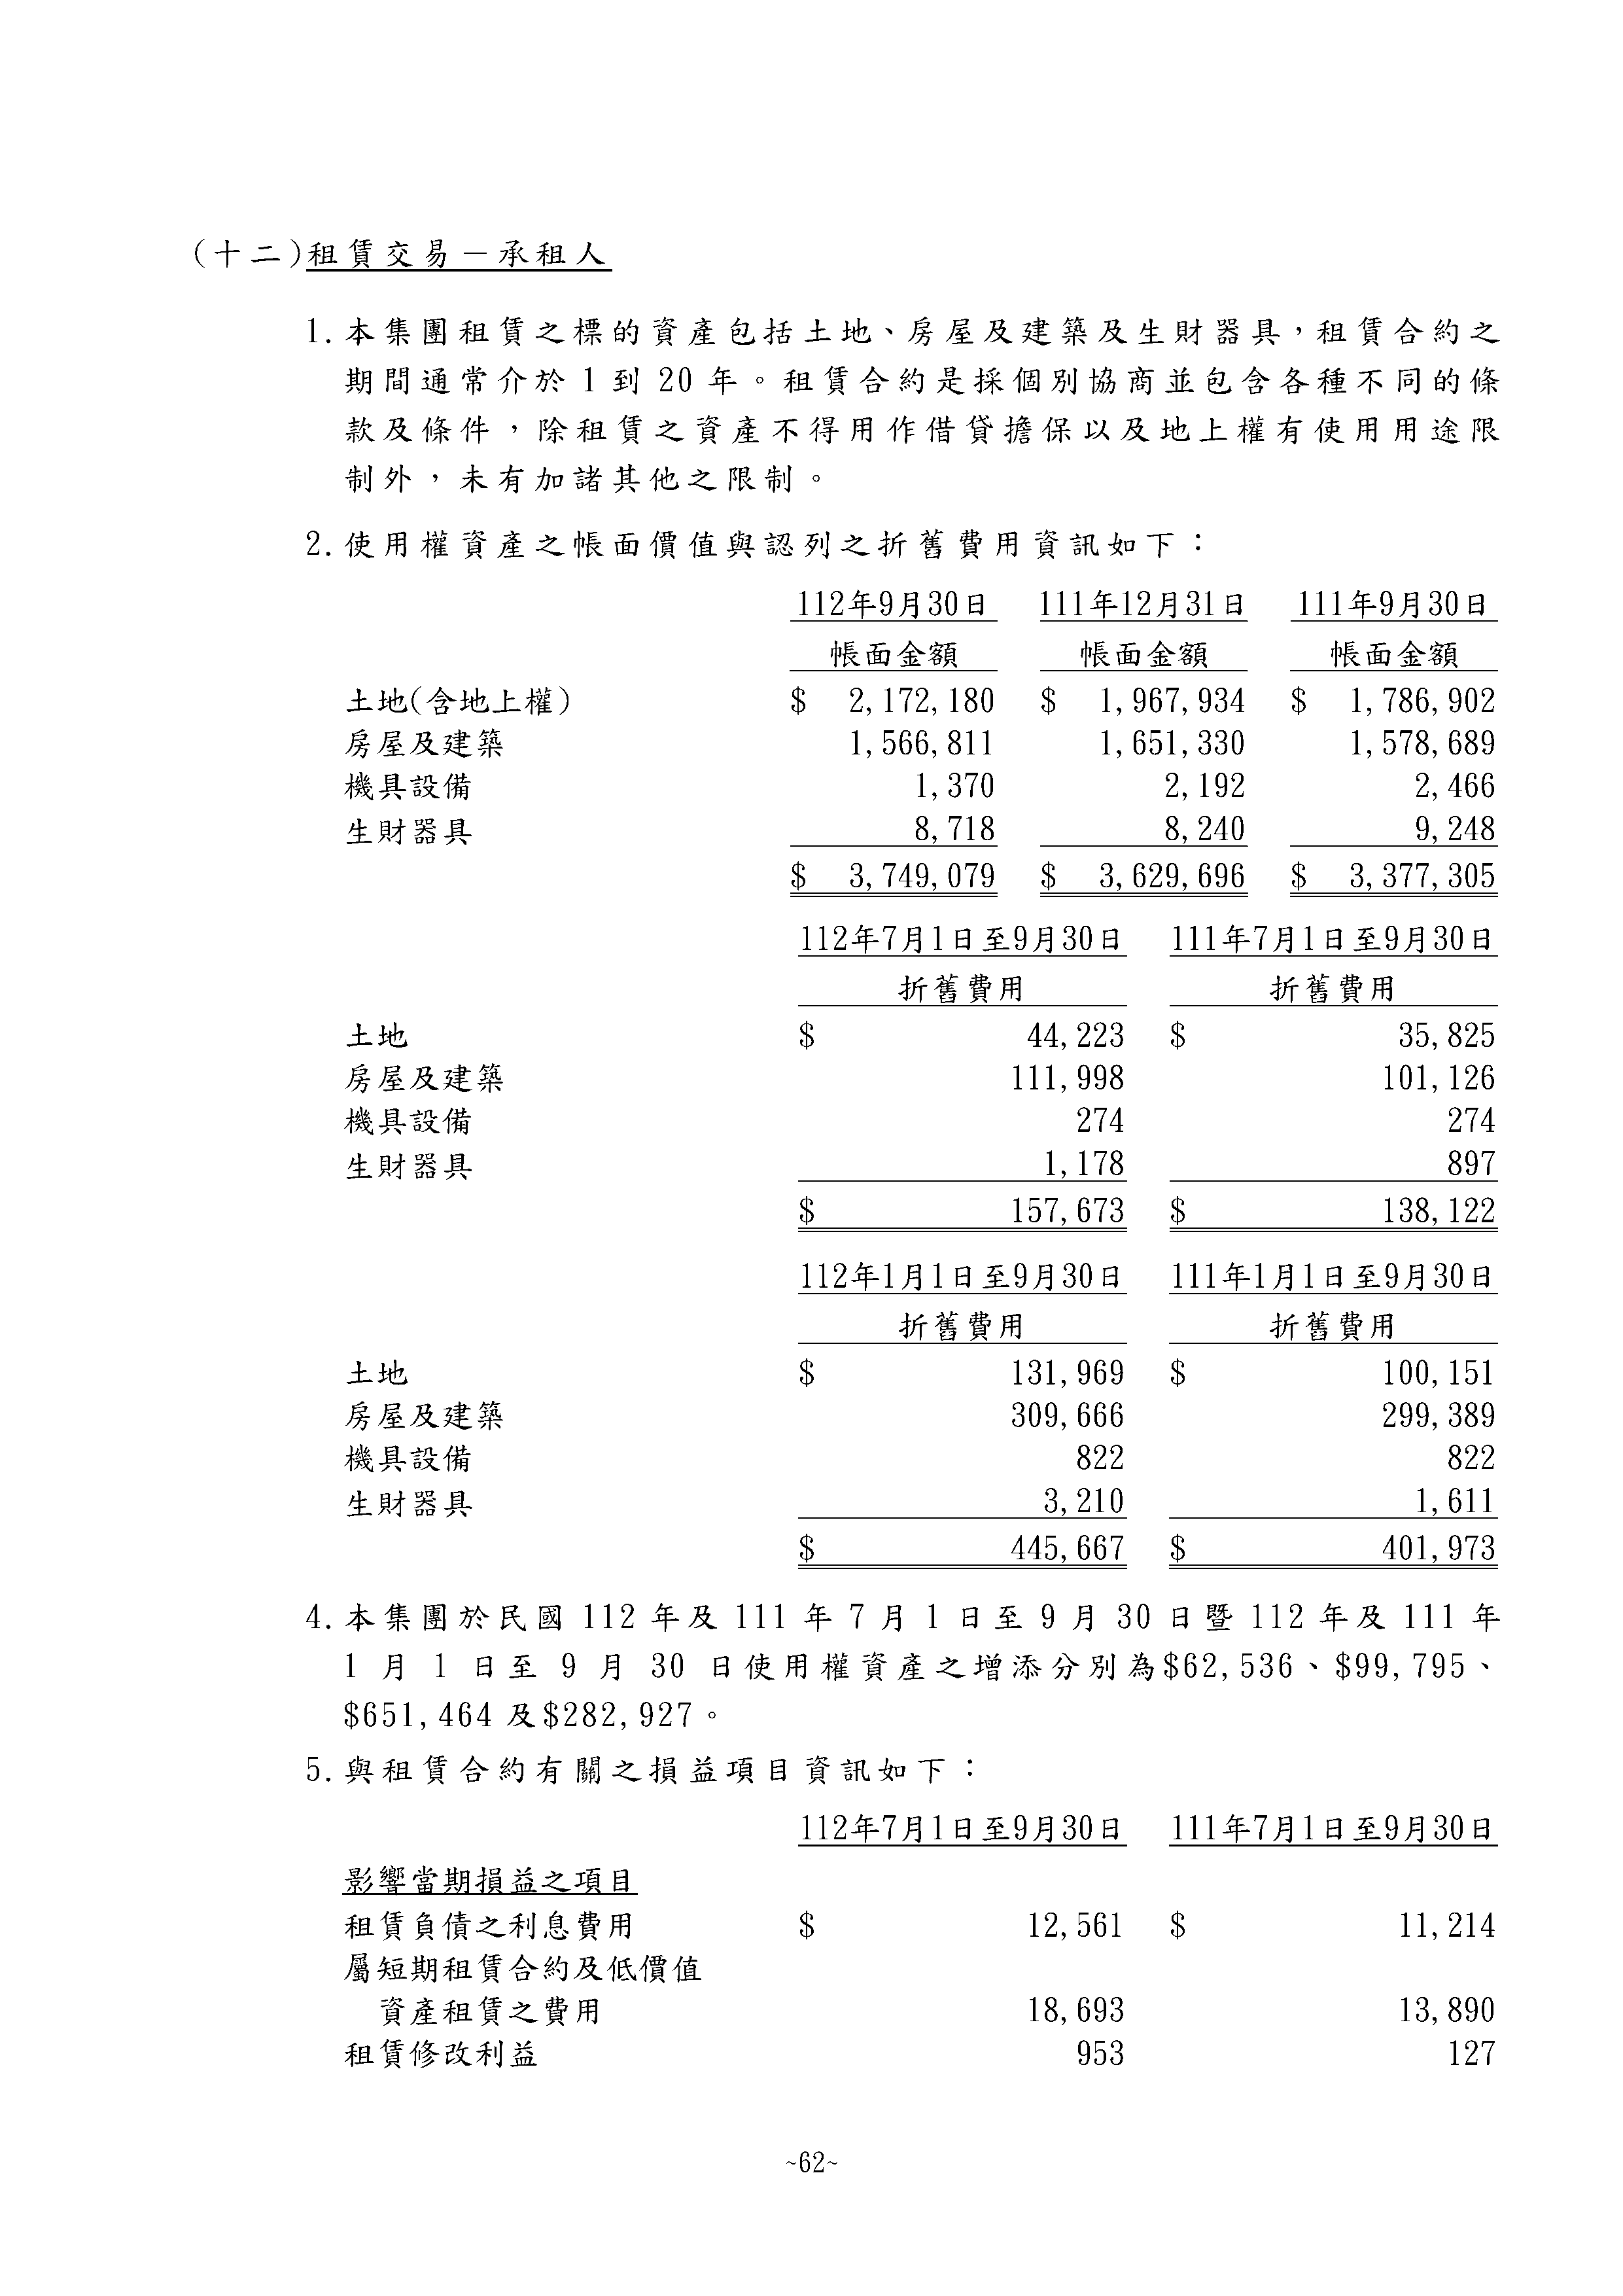 (十二)租賃交易－承租人
1.本集團租賃之標的資產包括土地、房屋及建築及生財器具，租賃合約之
期間通常介於 1 到 20 年。租賃合約是採個別協商並包含各種不同的條
款及條件，除租賃之資產不得用作借貸擔保以及地上權有使用用途限
制外，未有加諸其他之限制。
2.使用權資產之帳面價值與認列之折舊費用資訊如下：
112年9月30日 111年12月31日 111年9月30日
帳面金額 帳面金額 帳面金額
土地(含地上權) $ 2,172,180 $ 1,967,934 $ 1,786,902
房屋及建築 1,566,811 1,651,330 1,578,689
機具設備 1,370 2,192 2,466
生財器具 8,718 8,240 9,248
$ 3,749,079 $ 3,629,696 $ 3,377,305
112年7月1日至9月30日 111年7月1日至9月30日
折舊費用 折舊費用
土地 $ 44,223 $ 35,825
房屋及建築 111,998 101,126
機具設備 274 274
生財器具 1,178 897
$ 157,673 $ 138,122
112年1月1日至9月30日 111年1月1日至9月30日
折舊費用 折舊費用
土地 $ 131,969 $ 100,151
房屋及建築 309,666 299,389
機具設備 822 822
生財器具 3,210 1,611
$ 445,667 $ 401,973
4.本集團於民國 112 年及 111 年 7 月 1 日至 9 月 30 日暨 112 年及 111 年
1 月 1 日至 9 月 30 日使用權資產之增添分別為$62,536、$99,795、
$651,464 及$282,927。
5.與租賃合約有關之損益項目資訊如下：
112年7月1日至9月30日 111年7月1日至9月30日
影響當期損益之項目
租賃負債之利息費用 $ 12,561 $ 11,214
屬短期租賃合約及低價值
資產租賃之費用 18,693 13,890
租賃修改利益 953 127
~62~